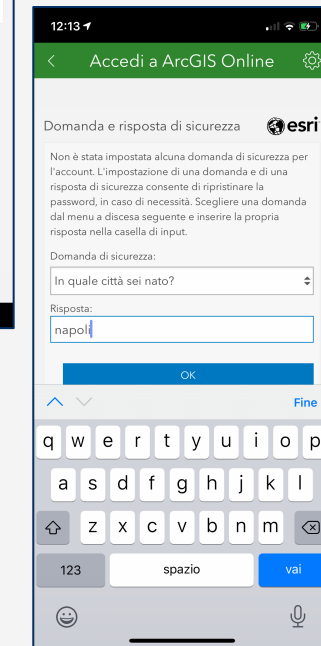 12:13
Accedi a ArcGIS Online
Domanda e risposta di sicurezza
esri
Non è stata impostata alcuna domanda di sicurezza per
l'account. L'impostazione di una domanda e di una
risposta di sicurezza consente di ripristinare la
password, in caso di necessità. Scegliere una domanda
dal menu a discesa seguente e inserire la propria
risposta nella casella di input.
Domanda di sicurezza:
In quale città sei nato?
Risposta:
napoli
OK
Fine
q w e r t y u i o p
a s d f g h j k l
z x c v b n m
123 spazio vai